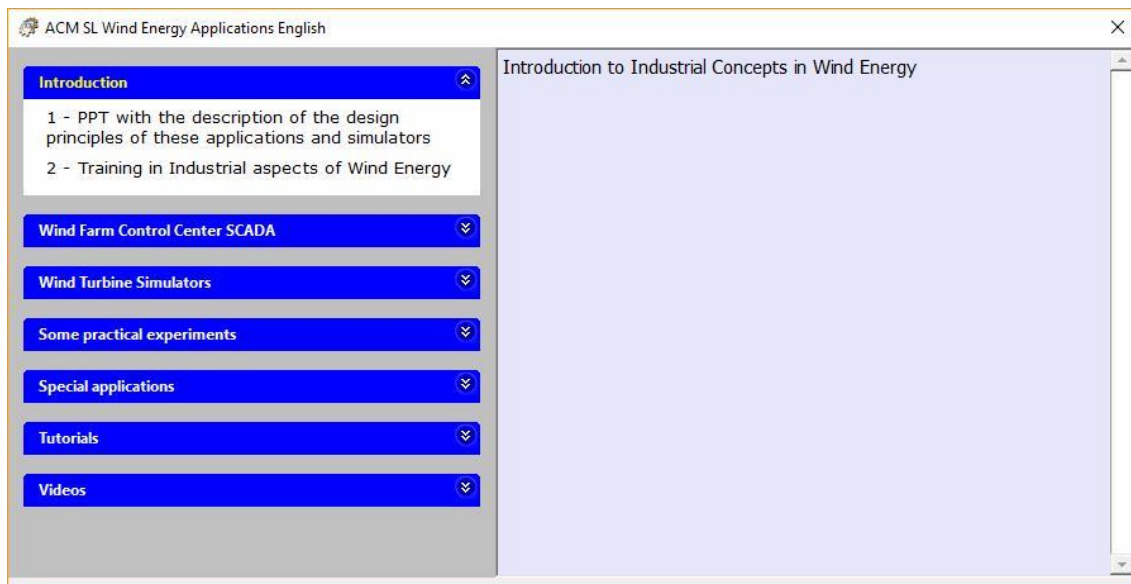 ACM SL Wind Energy Applications English
Introduction
1 - PPT with the description of the design
principles of these applications and simulators
2 - Training in Industrial aspects of Wind Energy
Wind Farm Control Center SCADA
Wind Turbine Simulators
Some practical experiments
Special applications
Tutorials
Videos
Introduction to Industrial Concepts in Wind Energy